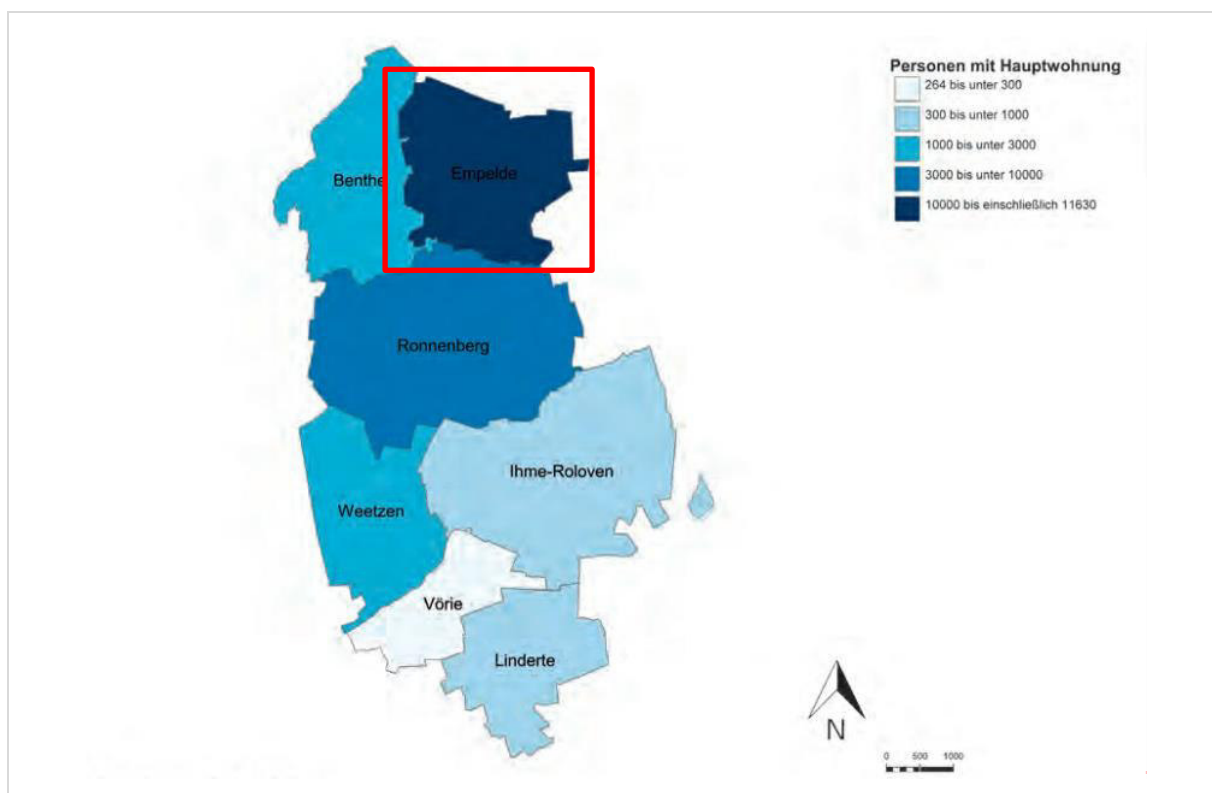 Personen mit Hauptwohnung
264 bis unter 300
300 bis unter 1000
1000 bis unter 3000
3000 bis unter 10000
10000 bis einschließlich 11630
Benthe
Empelde
Ronnenberg
Ihme-Roloven
Weetzen
Vörie
Linderte
N
0 500 1000